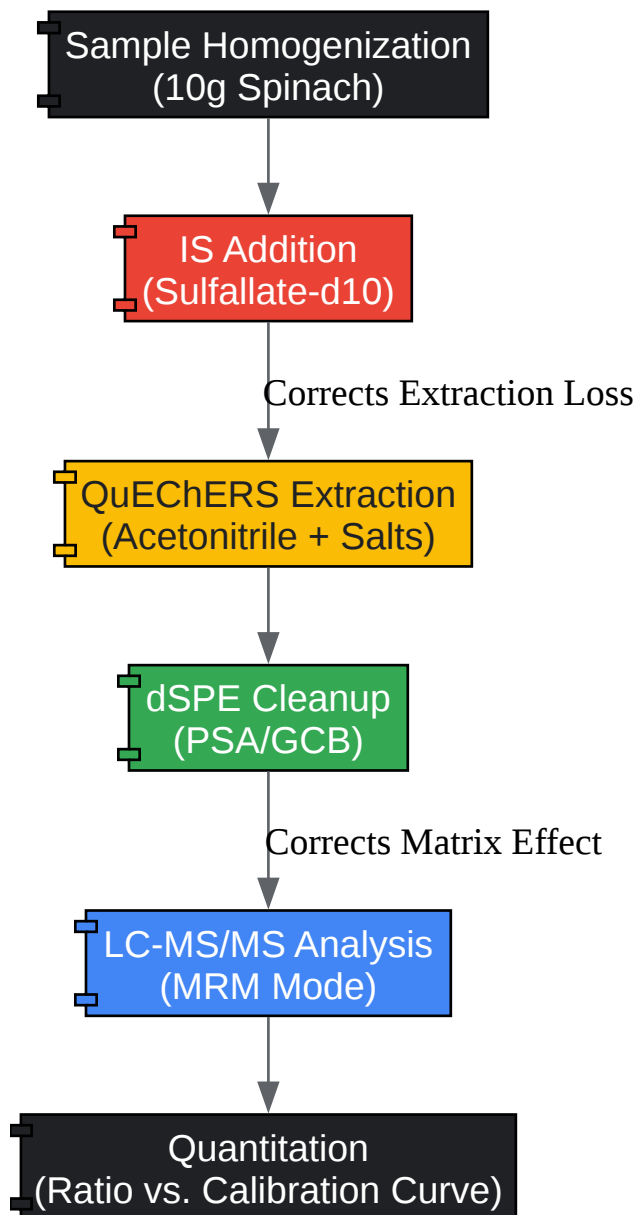 Sample Homogenization
(10g Spinach)
IS Addition
(Sulfallate-d10)
Corrects Extraction Loss
QuEChERS Extraction
(Acetonitrile + Salts)
dSPE Cleanup
(PSA/GCB)
Corrects Matrix Effect
LC-MS/MS Analysis
(MRM Mode)
Quantitation
(Ratio vs. Calibration Curve)